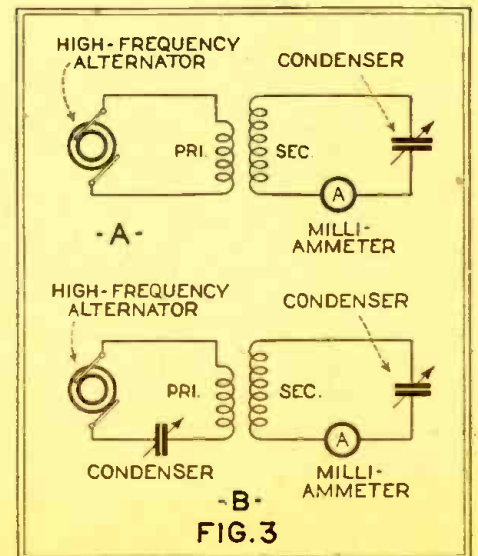 HIGH-FREQUENCY
ALTERNATOR
CONDENSER
PRI.
SEC.
A
- A -
MILLI-
AMMETER
HIGH-FREQUENCY
ALTERNATOR
CONDENSER
PRI.
SEC.
A
CONDENSER
MILLI-
AMMETER
- B -
FIG. 3